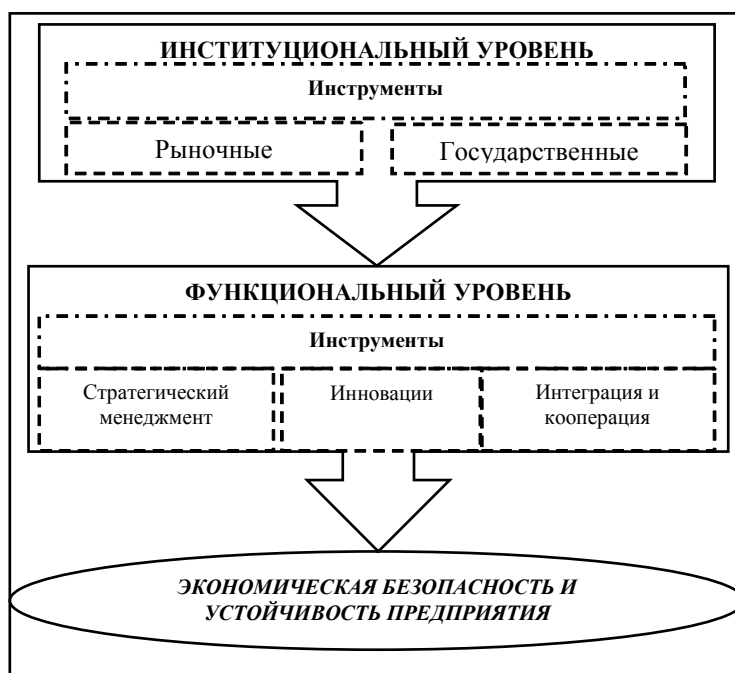 ИНСТИТУЦИОНАЛЬНЫЙ УРОВЕНЬ
Инструменты
Рыночные
Государственные
ФУНКЦИОНАЛЬНЫЙ УРОВЕНЬ
Инструменты
Стратегический
менеджмент
Инновации
Интеграция и
кооперация
ЭКОНОМИЧЕСКАЯ БЕЗОПАСНОСТЬ И
УСТОЙЧИВОСТЬ ПРЕДПРИЯТИЯ